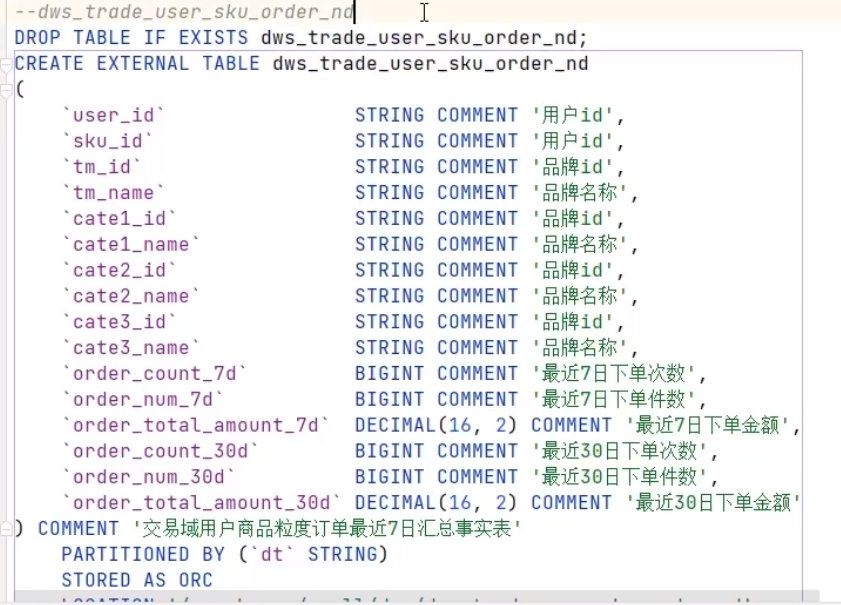 --dws_trade_user_sku_order_nd
DROP TABLE IF EXISTS dws_trade_user_sku_order_nd;
CREATE EXTERNAL TABLE dws_trade_user_sku_order_nd
(
    `user_id`                STRING COMMENT '用户id',
    `sku_id`                 STRING COMMENT '用户id',
    `tm_id`                  STRING COMMENT '品牌id',
    `tm_name`                STRING COMMENT '品牌名称',
    `cate1_id`               STRING COMMENT '品牌id',
    `cate1_name`             STRING COMMENT '品牌名称',
    `cate2_id`               STRING COMMENT '品牌id',
    `cate2_name`             STRING COMMENT '品牌名称',
    `cate3_id`               STRING COMMENT '品牌id',
    `cate3_name`             STRING COMMENT '品牌名称',
    `order_count_7d`         BIGINT COMMENT '最近7日下单次数',
    `order_num_7d`           BIGINT COMMENT '最近7日下单件数',
    `order_total_amount_7d`  DECIMAL(16, 2) COMMENT '最近7日下单金额',
    `order_count_30d`        BIGINT COMMENT '最近30日下单次数',
    `order_num_30d`          BIGINT COMMENT '最近30日下单件数',
    `order_total_amount_30d` DECIMAL(16, 2) COMMENT '最近30日下单金额'
) COMMENT '交易域用户商品粒度订单最近7日汇总事实表'
    PARTITIONED BY (`dt` STRING)
    STORED AS ORC